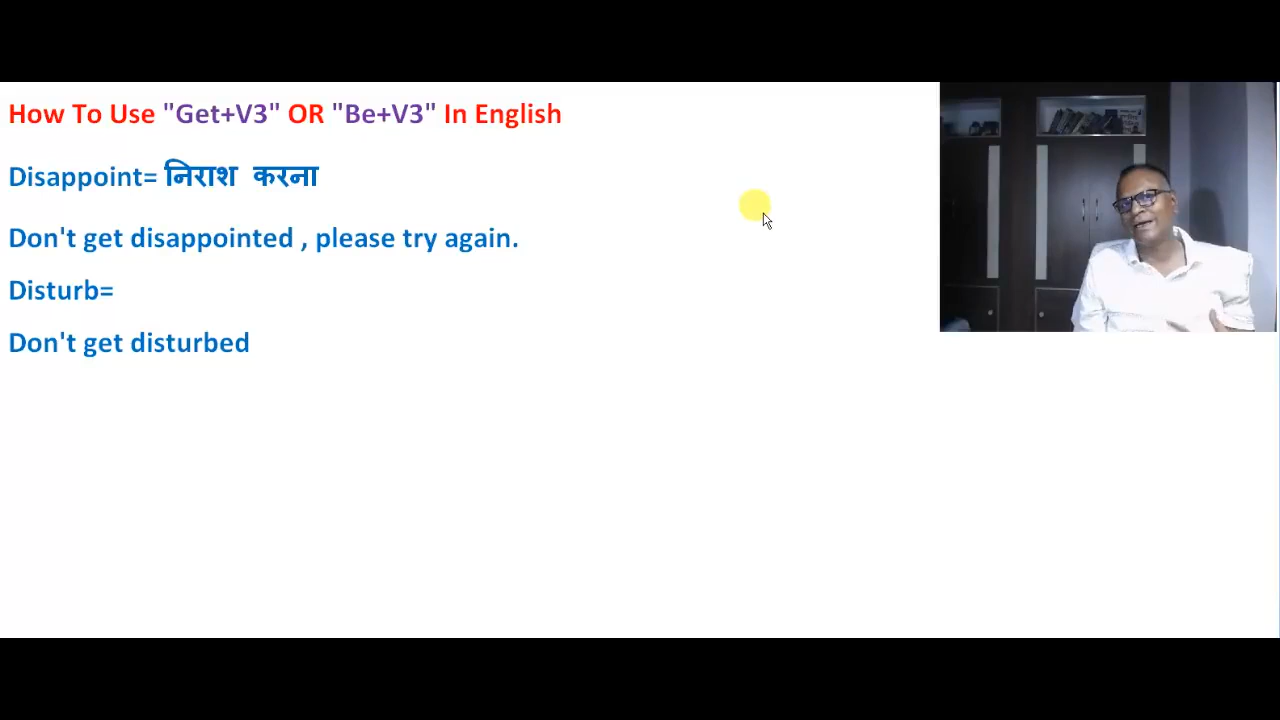 How To Use "Get+V3" OR "Be+V3" In English
Disappoint= निराश करना
Don't get disappointed , please try again.
Disturb=
Don't get disturbed